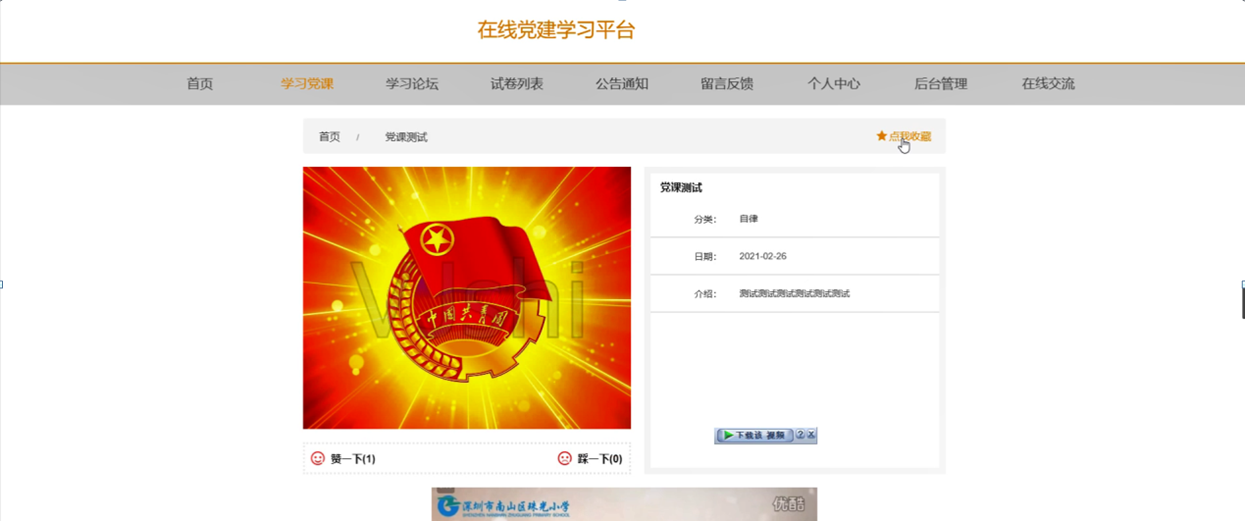 在线党建学习平台
首页 学习党课 学习论坛 试卷列表 公告通知 留言反馈 个人中心 后台管理 在线交流
首页 / 党课测试 点我收藏
中國共青团
党课测试
分类： 自律
日期： 2021-02-26
介绍： 测试测试测试测试测试测试
下载该 视频 ? X
赞一下(1) 踩一下(0)
深圳市南山区珠光小学
优酷